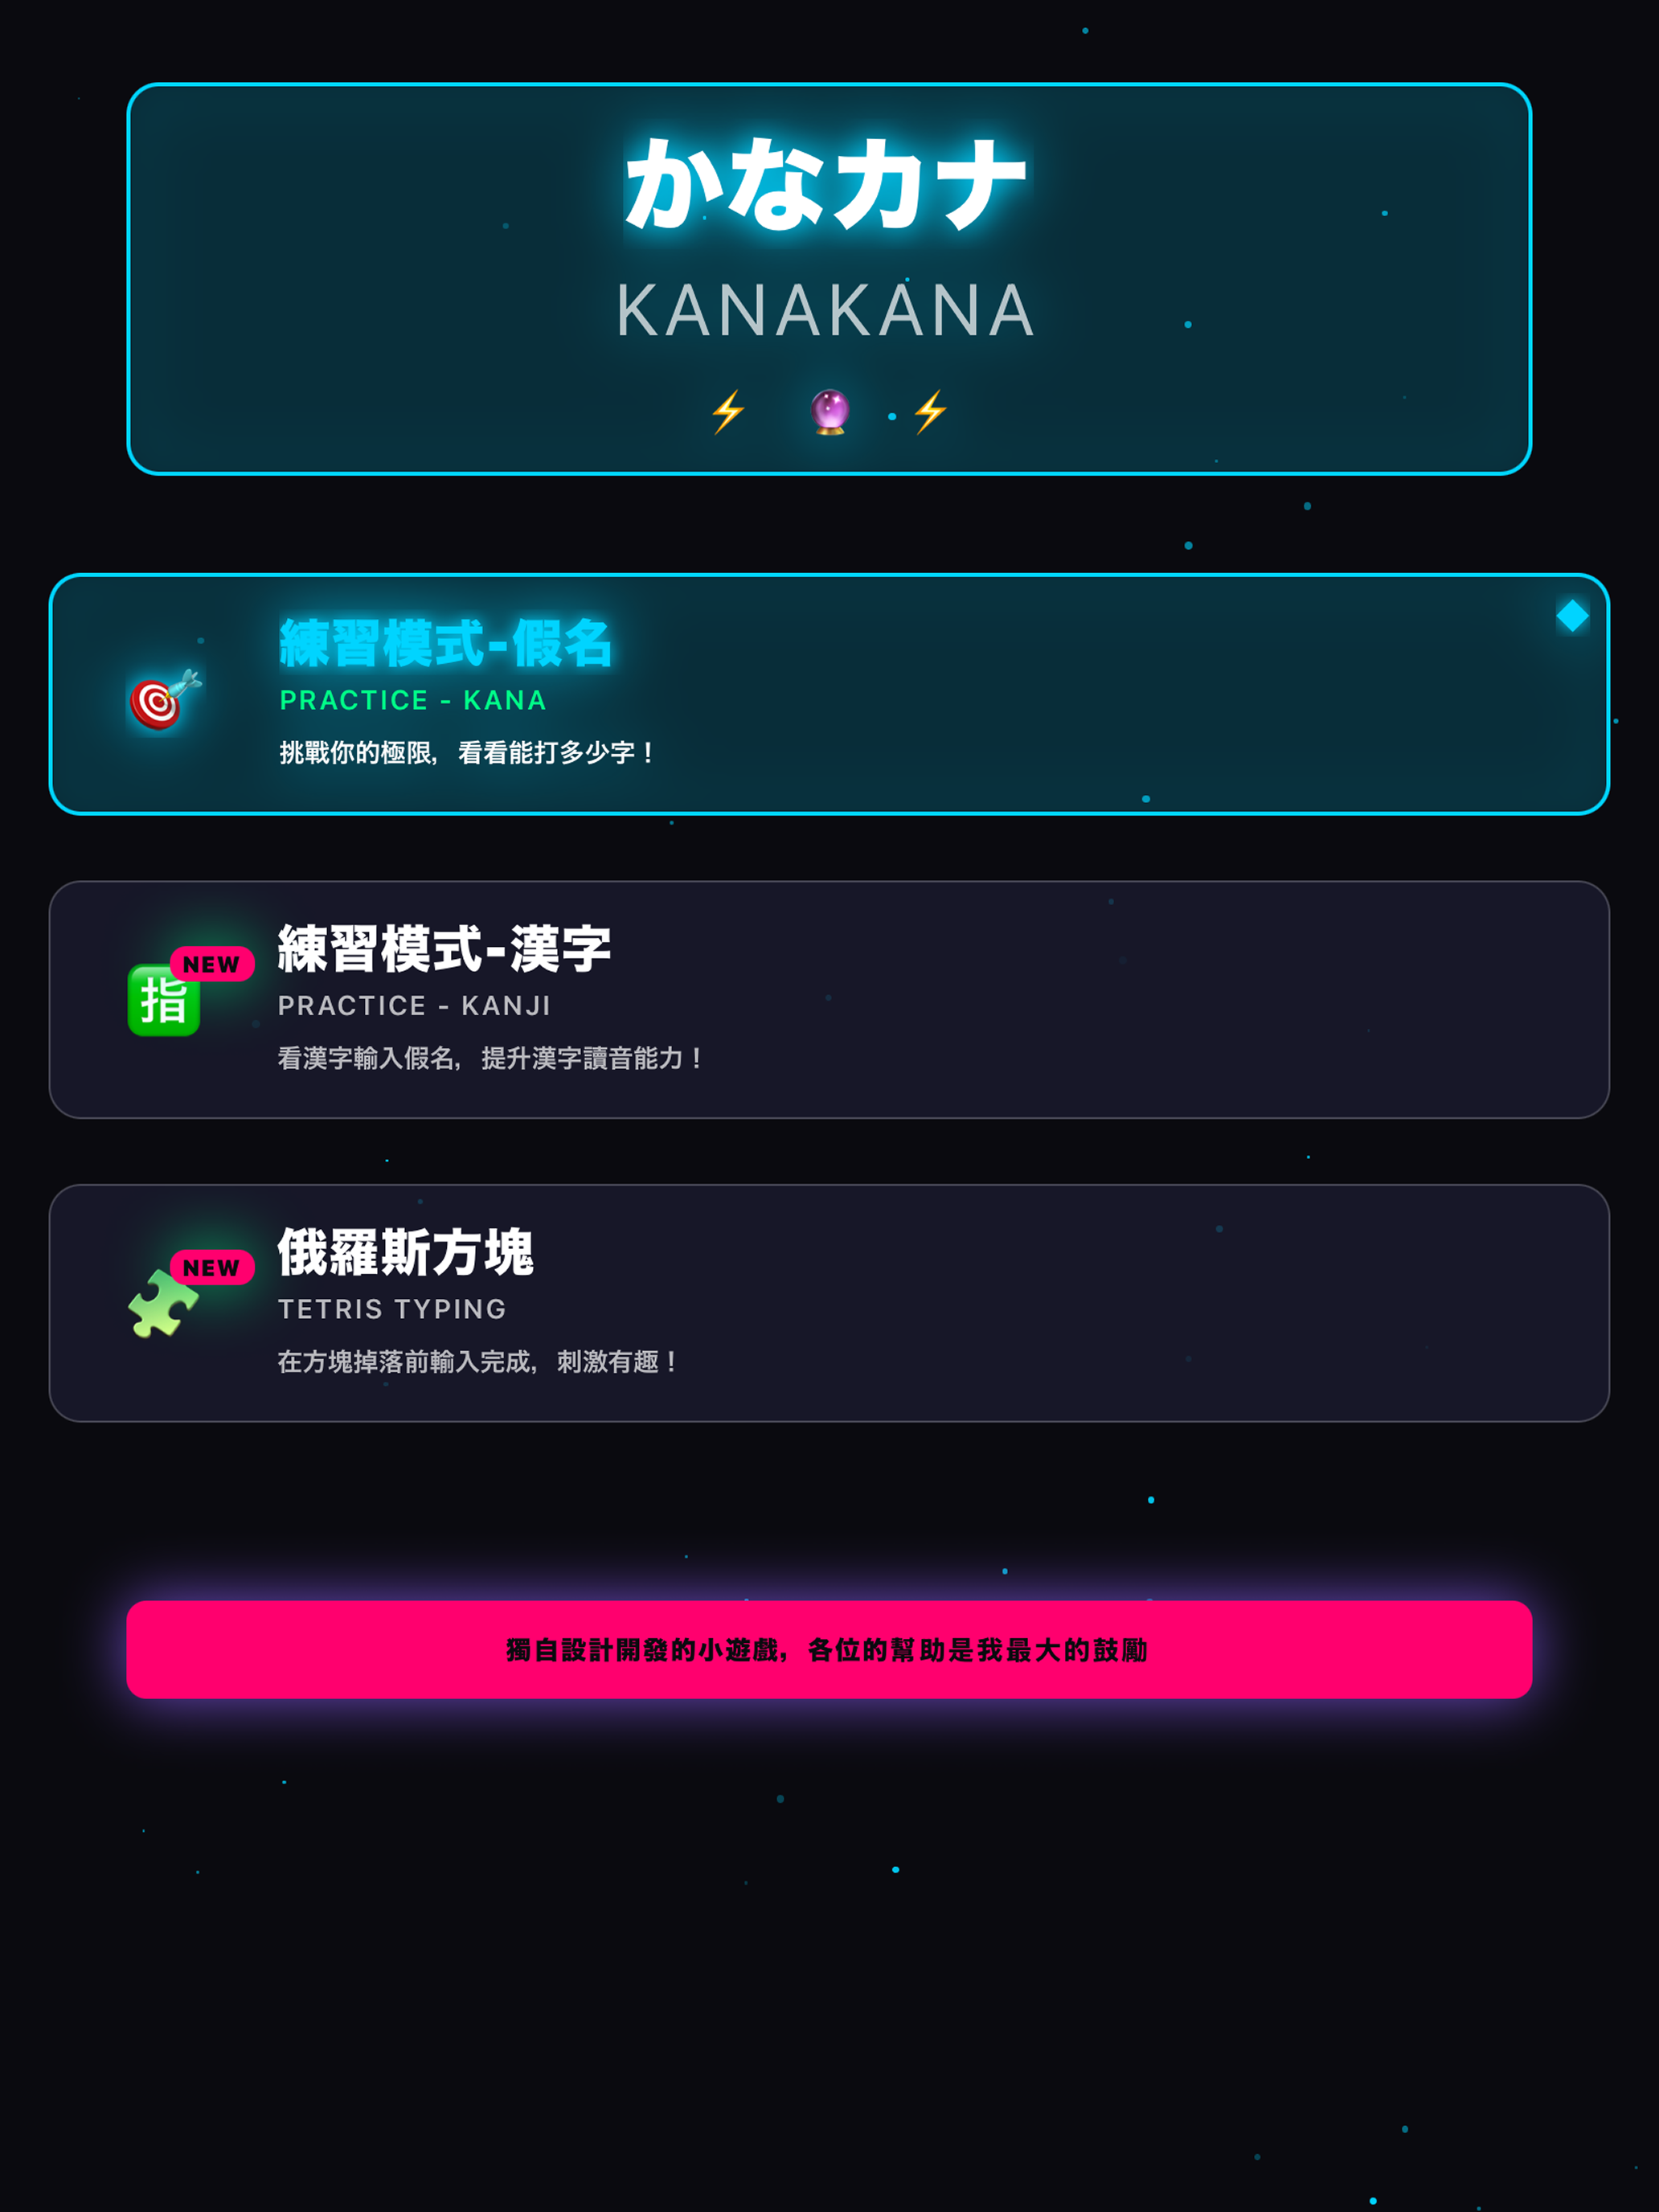 かなカナ
KANAKANA
練習模式-假名
PRACTICE - KANA
挑戰你的極限，看看能打多少字！
NEW
指
練習模式-漢字
PRACTICE - KANJI
看漢字輸入假名，提升漢字讀音能力！
NEW
俄羅斯方塊
TETRIS TYPING
在方塊掉落前輸入完成，刺激有趣！
獨自設計開發的小遊戲，各位的幫助是我最大的鼓勵